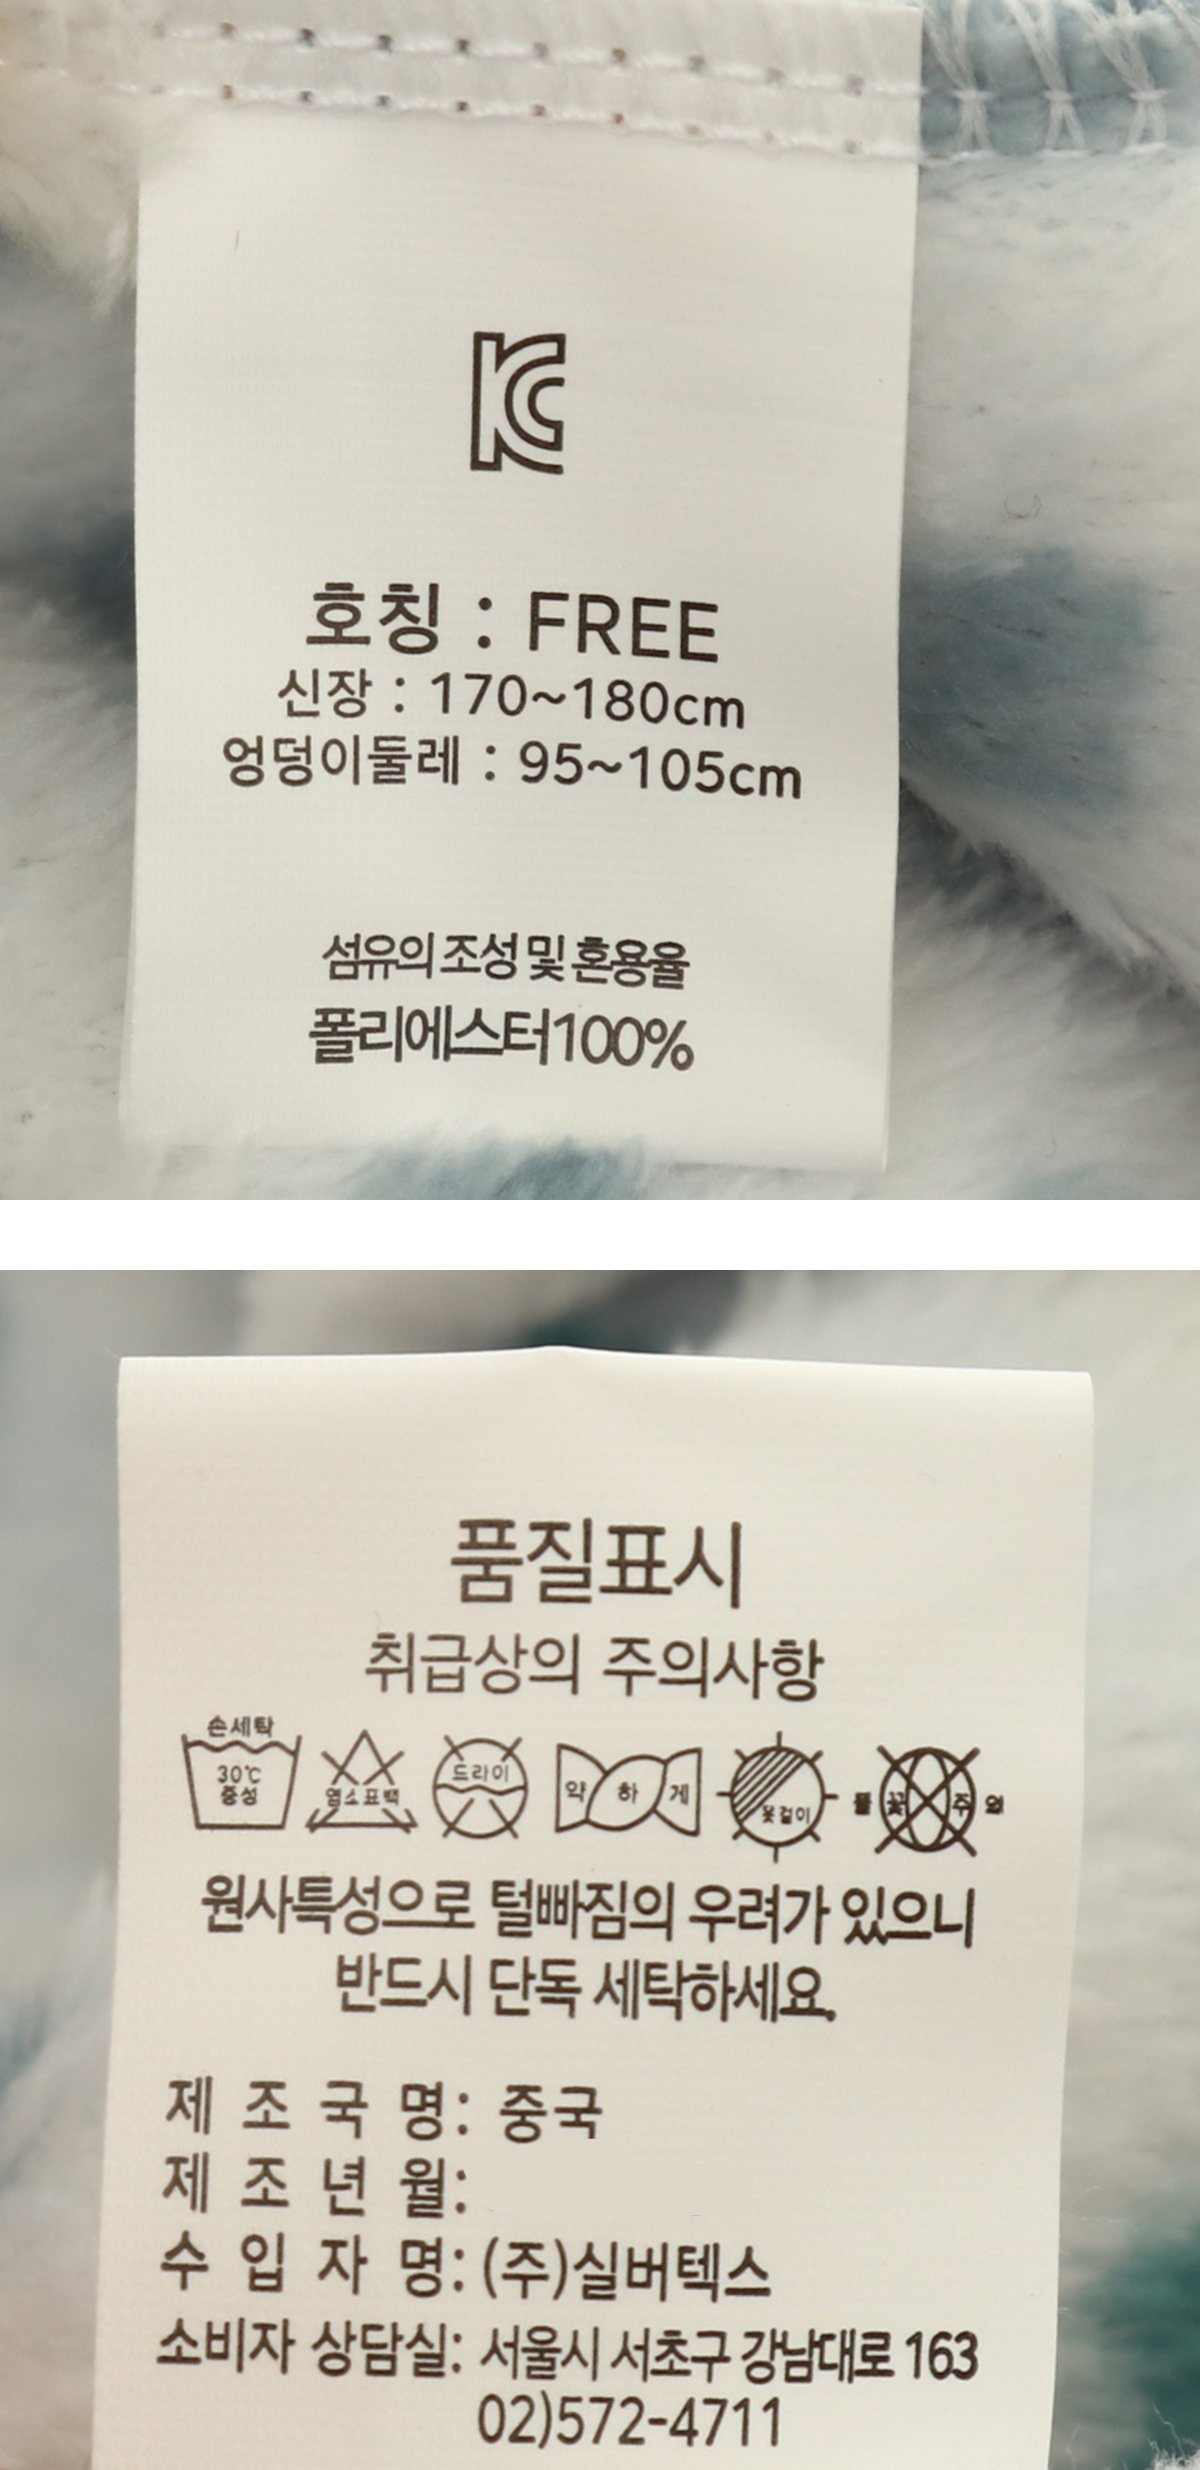 KC
호칭 : FREE
신장 : 170~180cm
엉덩이둘레 : 95~105cm
섬유의 조성 및 혼용율
폴리에스터100%
품질표시
취급상의 주의사항
손세탁
30℃
중성
염소표백
드라이
약하게
옷걸이
꽃 주
원사특성으로 털빠짐의 우려가 있으니
반드시 단독 세탁하세요.
제 조 국 명: 중국
제 조 년 월:
수 입 자 명: (주)실버텍스
소비자 상담실: 서울시 서초구 강남대로 163
02)572-4711